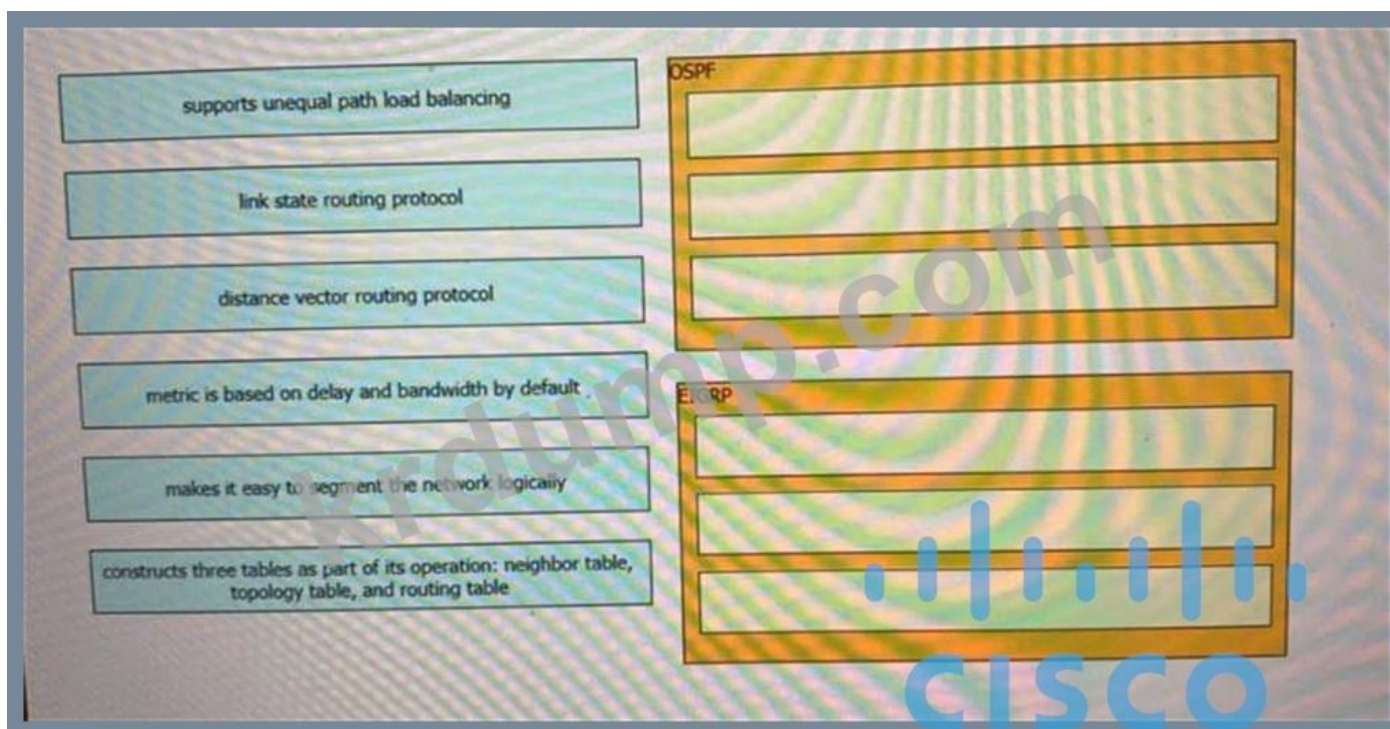 supports unequal path load balancing
link state routing protocol
distance vector routing protocol
metric is based on delay and bandwidth by default
makes it easy to segment the network logically
constructs three tables as part of its operation: neighbor table,
topology table, and routing table
OSPF
EIGRP
krdump.com
CISCO